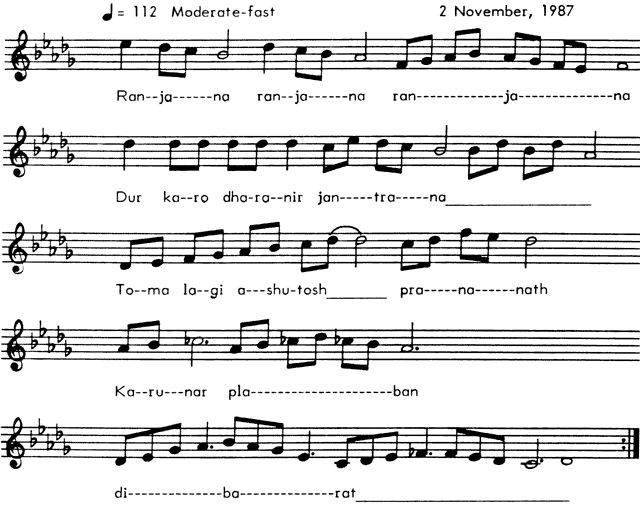 ♩ = 112 Moderate-fast 2 November, 1987
Ran--ja------na ran--ja------na ran------------ja-------------na
Dur ka--ro dha-ra--nir jan-----tra---na_________________
To--ma la--gi a---shu-tosh_______ pra----na------nath
Ka--ru---nar pla---------------------ban
di-------------ba-------------rat_________________________